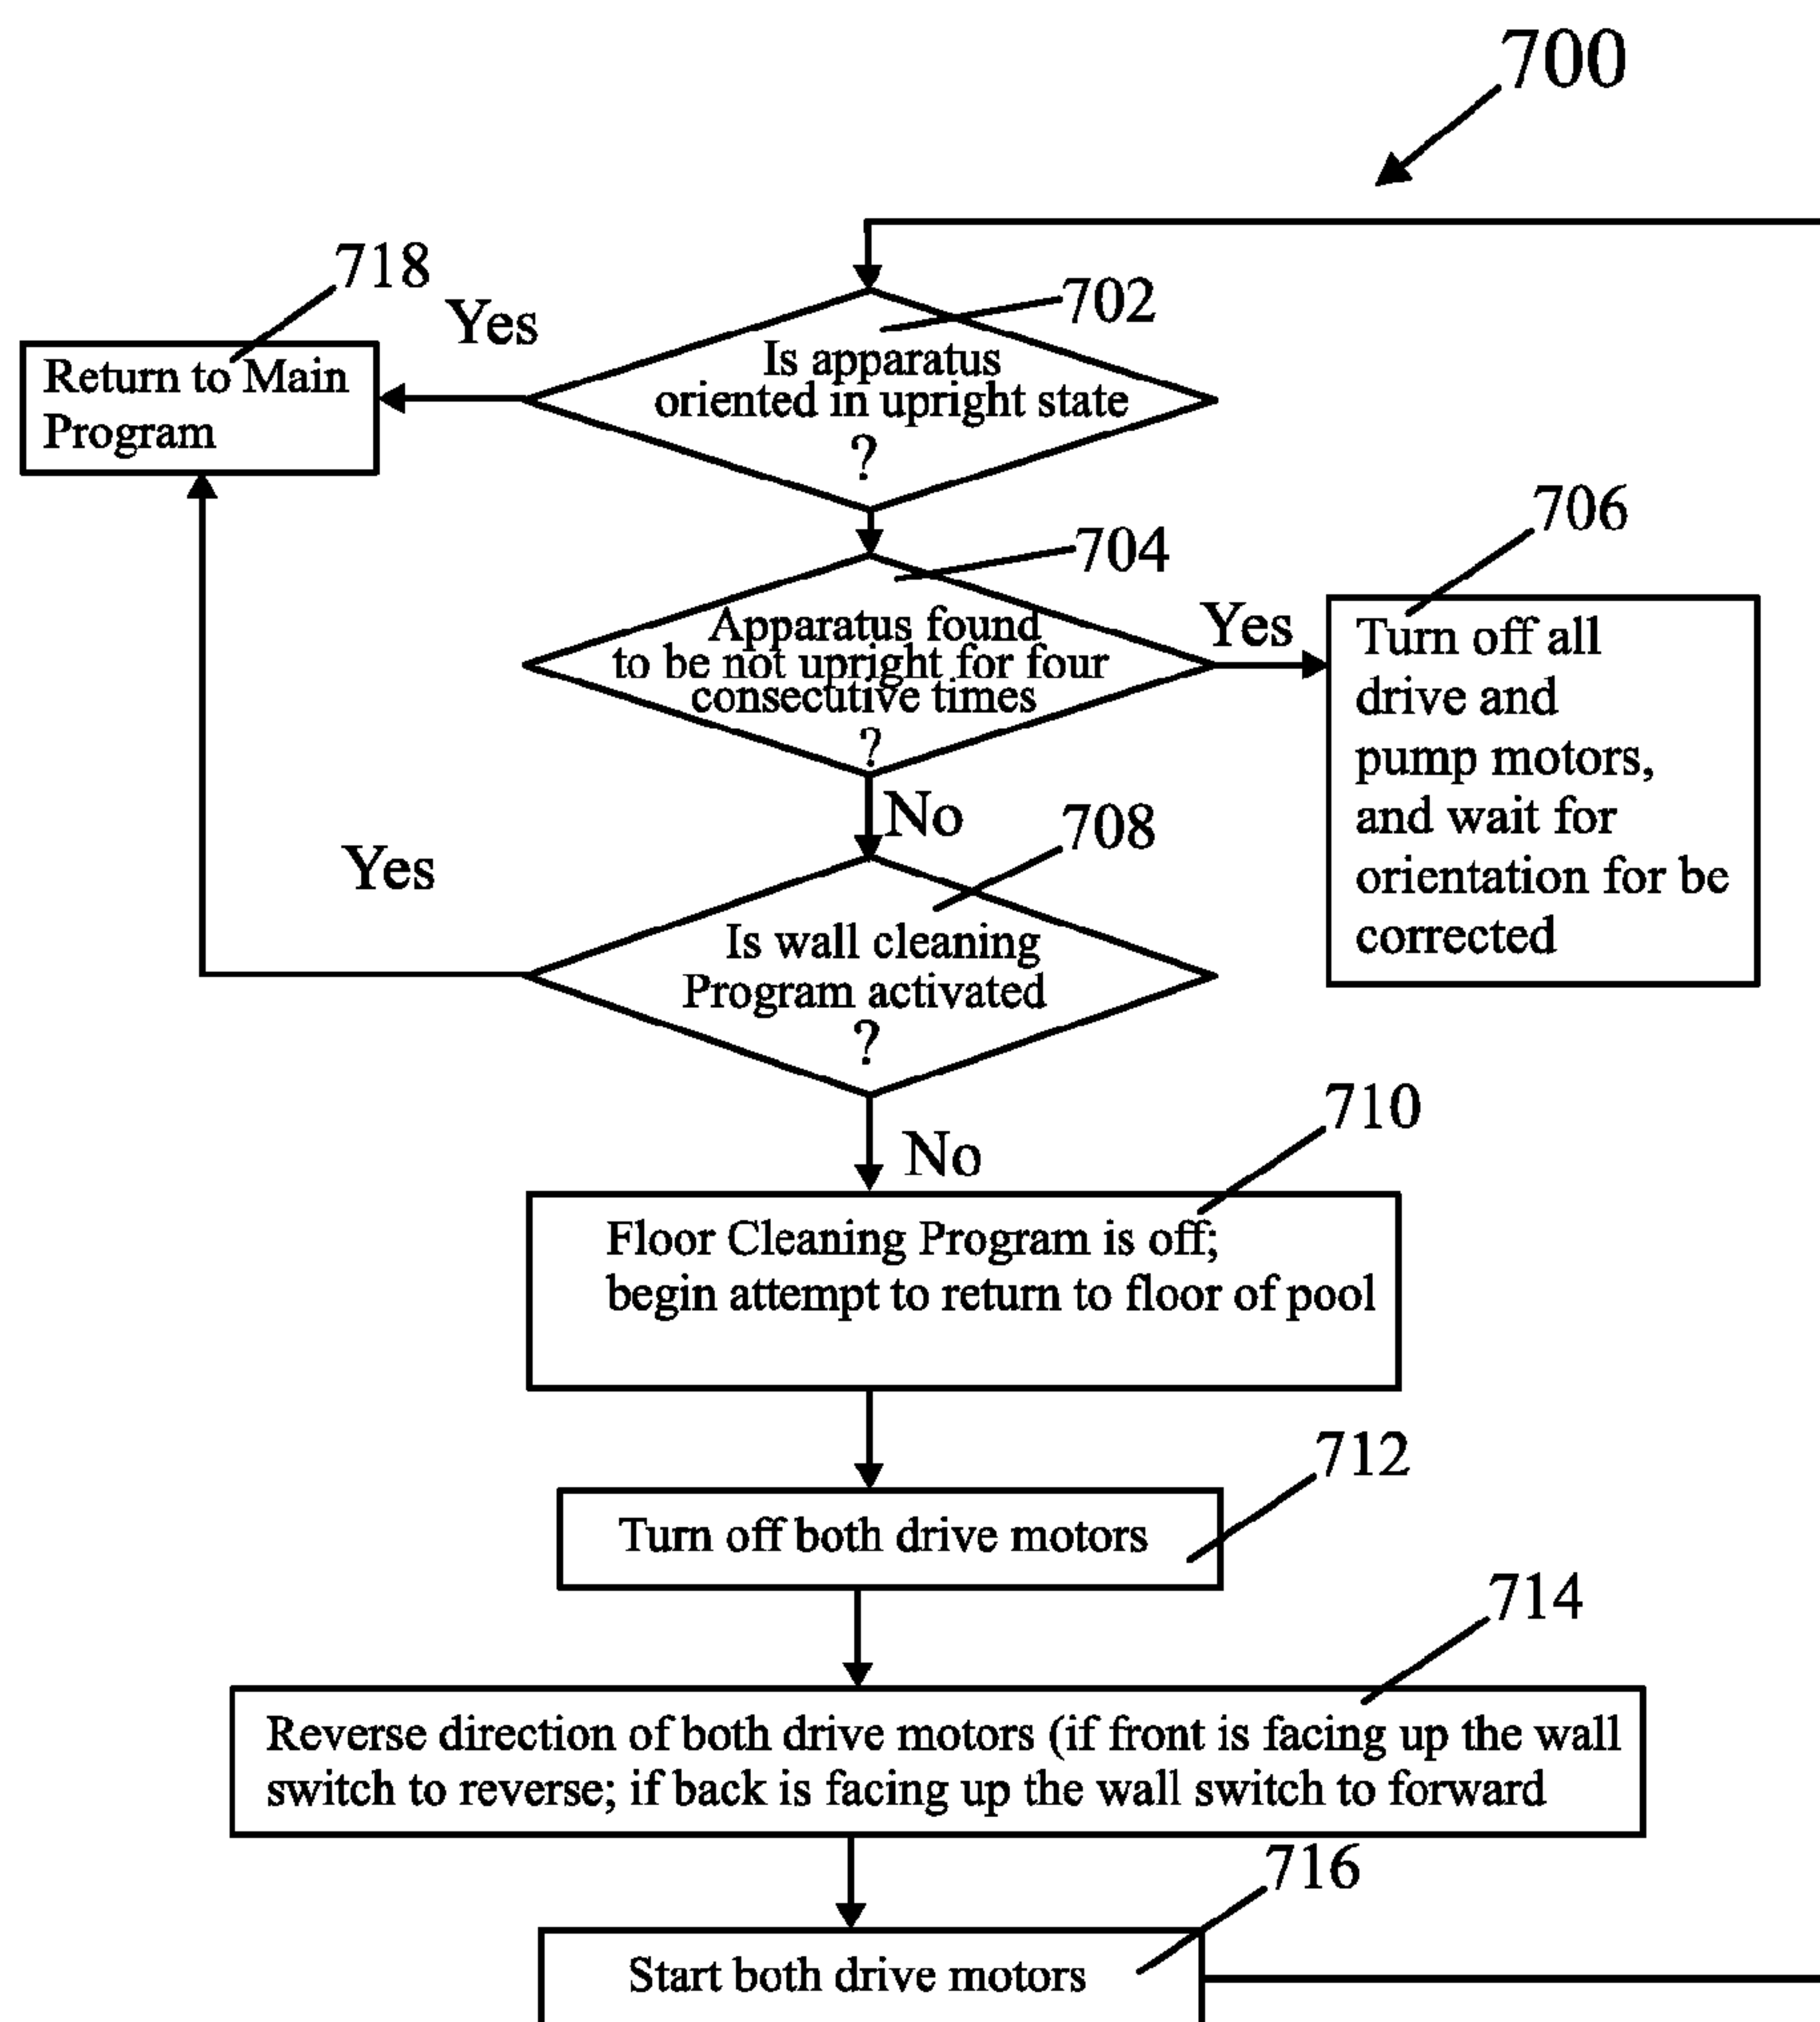 700
718
Yes
702
Return to Main
Program
Is apparatus
oriented in upright state
?
704
706
Apparatus found
to be not upright for four
consecutive times
?
Yes
Turn off all
drive and
pump motors,
and wait for
orientation for be
corrected
No
708
Yes
Is wall cleaning
Program activated
?
No
710
Floor Cleaning Program is off;
begin attempt to return to floor of pool
712
Turn off both drive motors
714
Reverse direction of both drive motors (if front is facing up the wall
switch to reverse; if back is facing up the wall switch to forward
716
Start both drive motors